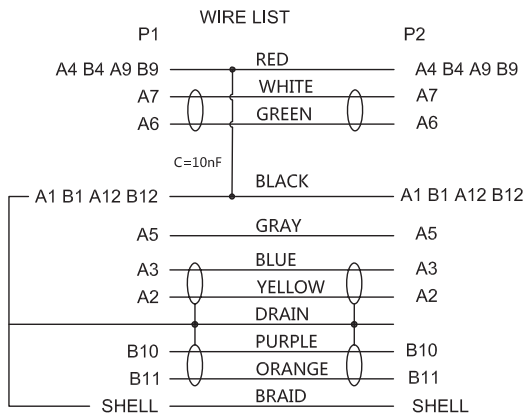 WIRE LIST
P1 P2
A4 B4 A9 B9 RED A4 B4 A9 B9
A7 WHITE A7
A6 GREEN A6
C=10nF
A1 B1 A12 B12 BLACK A1 B1 A12 B12
A5 GRAY A5
A3 BLUE A3
A2 YELLOW A2
DRAIN
B10 PURPLE B10
B11 ORANGE B11
SHELL BRAID SHELL